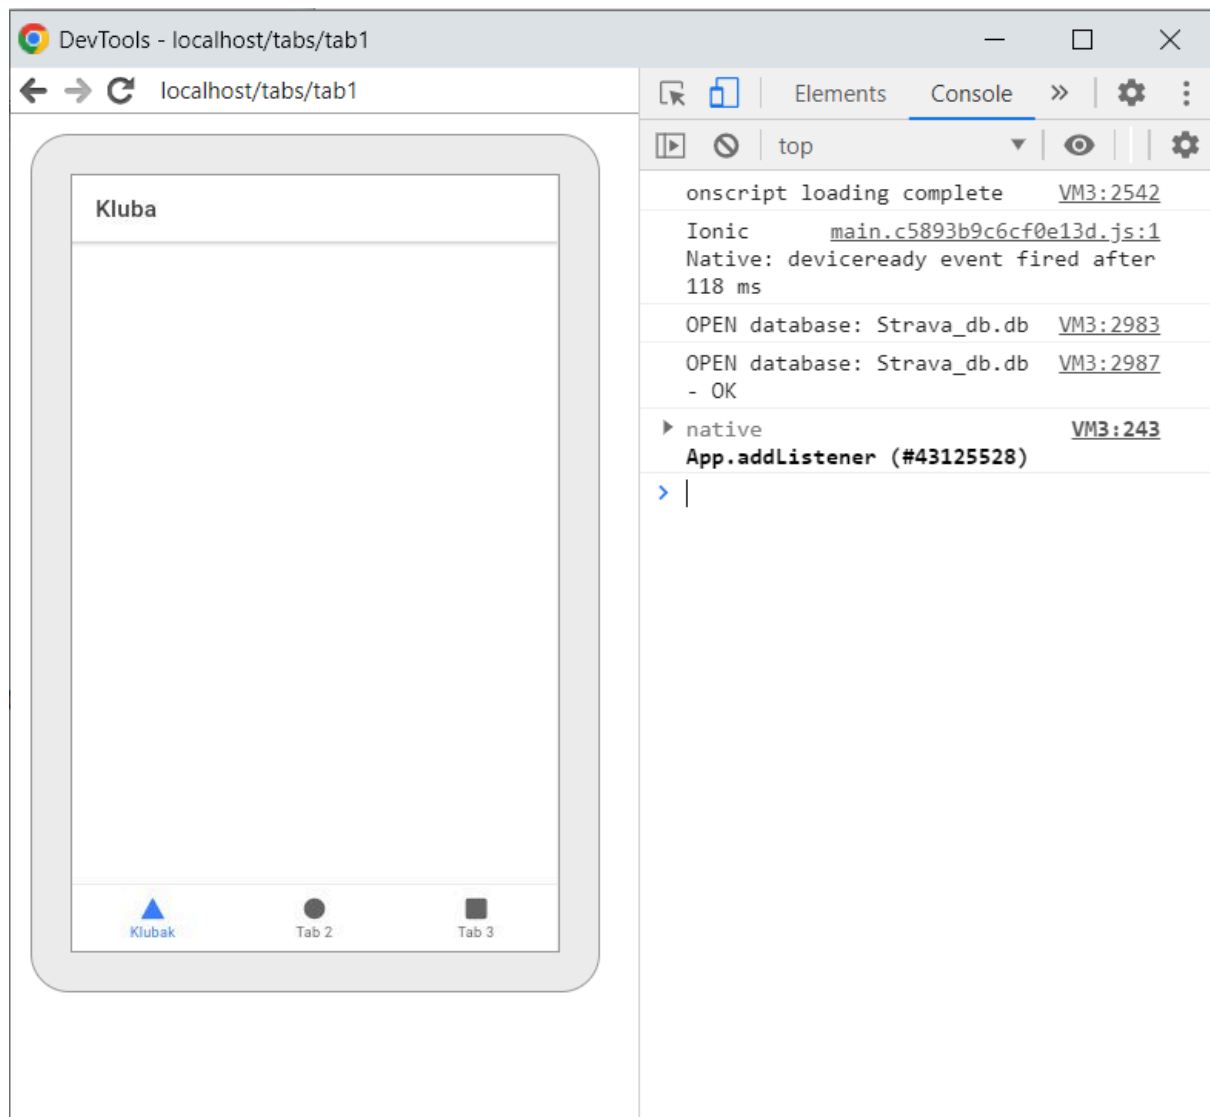 DevTools - localhost/tabs/tab1
localhost/tabs/tab1
Elements Console
top
Kluba
Klubak Tab 2 Tab 3
onscript loading complete VM3:2542
Ionic main.c5893b9c6cf0e13d.js:1
Native: deviceready event fired after
118 ms
OPEN database: Strava_db.db VM3:2983
OPEN database: Strava_db.db VM3:2987
- OK
native VM3:243
App.addListener (#43125528)